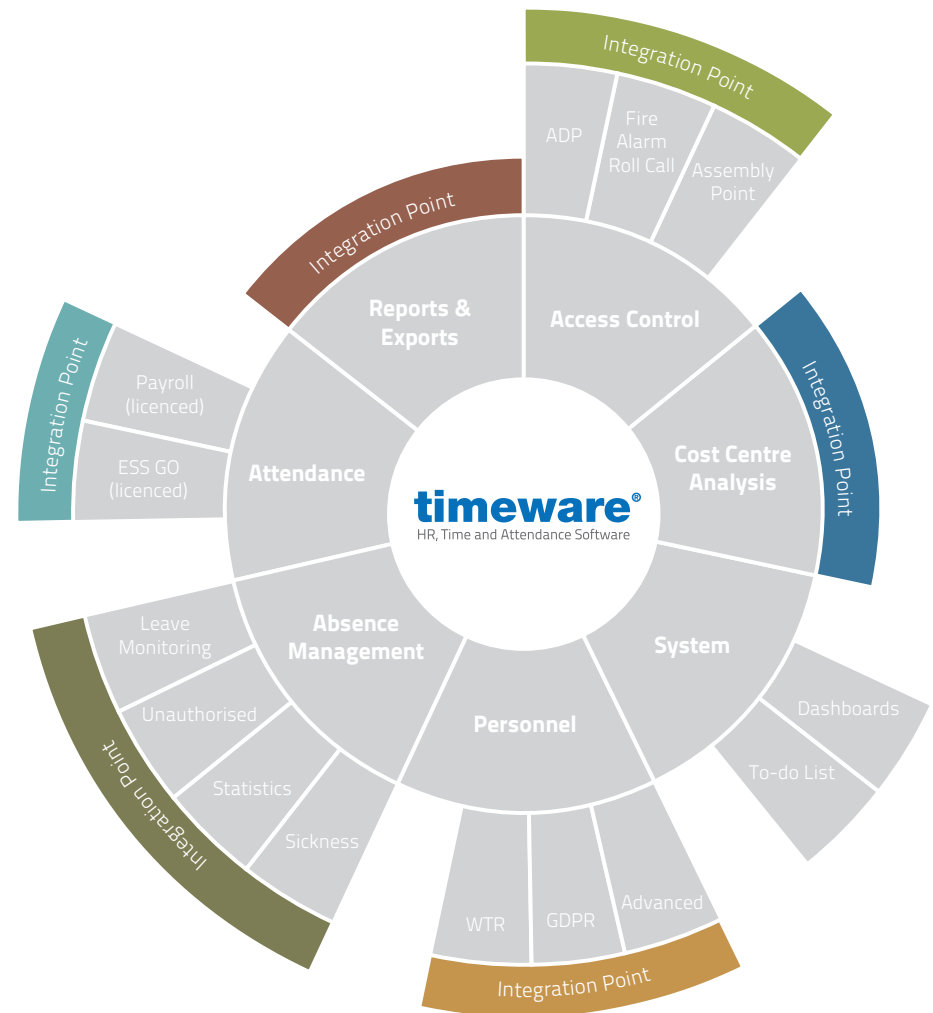 Integration Point
ADP
Fire
Alarm
Roll Call
Assembly
Point
Integration Point
Reports &
Exports
Access Control
Integration Point
Payroll
(licenced)
ESS GO
(licenced)
Integration Point
Attendance
Cost Centre
Analysis
Integration Point
timeware®
HR, Time and Attendance Software
Absence
Management
System
Personnel
Leave
Monitoring
Unauthorised
Statistics
Sickness
Integration Point
Dashboards
To-do List
WTR
GDPR
Advanced
Integration Point